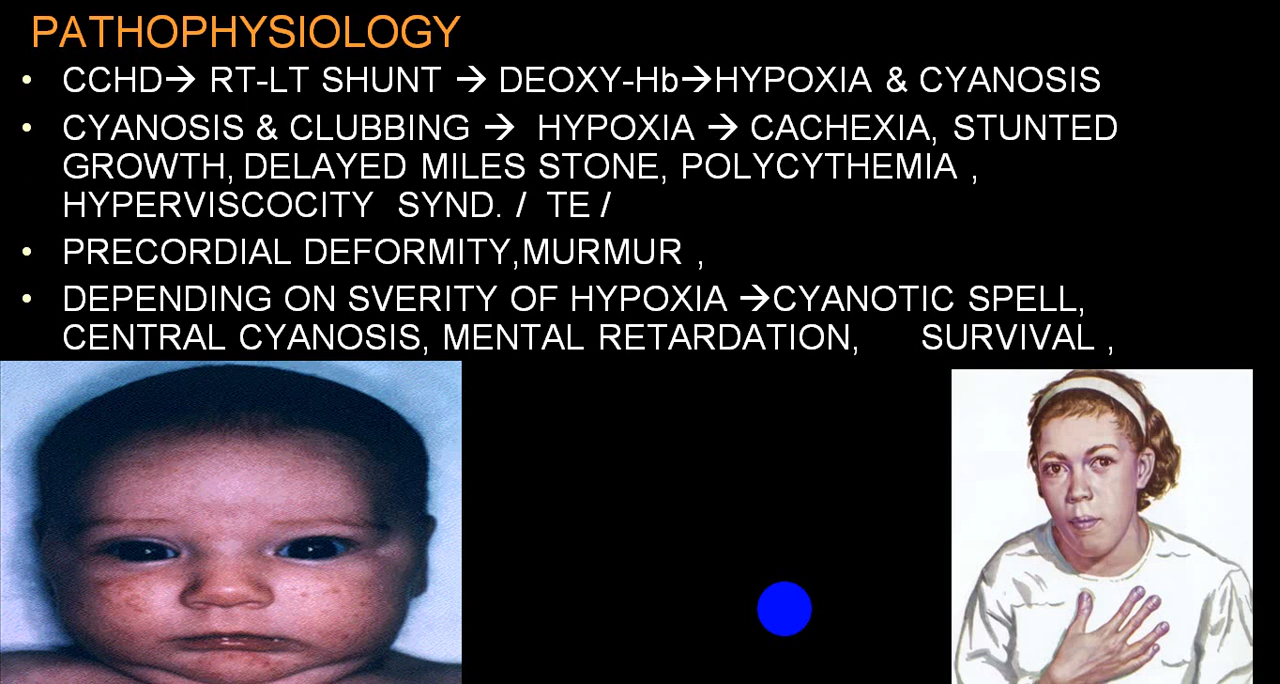 PATHOPHYSIOLOGY
• CCHD→ RT-LT SHUNT → DEOXY-Hb→HYPOXIA & CYANOSIS
• CYANOSIS & CLUBBING → HYPOXIA → CACHEXIA, STUNTED
GROWTH, DELAYED MILES STONE, POLYCYTHEMIA ,
HYPERVISCOCITY SYND. / TE /
• PRECORDIAL DEFORMITY,MURMUR ,
• DEPENDING ON SVERITY OF HYPOXIA →CYANOTIC SPELL,
CENTRAL CYANOSIS, MENTAL RETARDATION, SURVIVAL ,